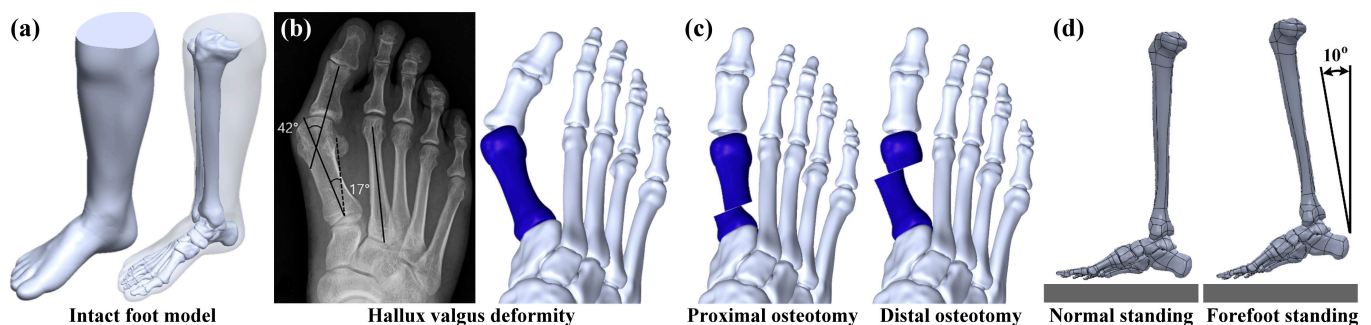 (a)
(b)
(c)
(d)
42°
17°
10°
Intact foot model
Hallux valgus deformity
Proximal osteotomy
Distal osteotomy
Normal standing
Forefoot standing